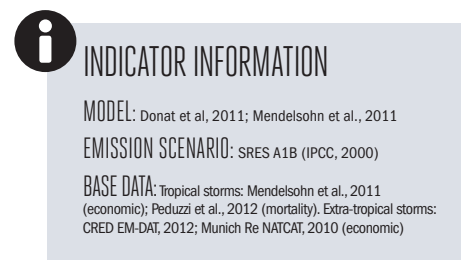 i
INDICATOR INFORMATION
MODEL: Donat et al, 2011; Mendelsohn et al., 2011
EMISSION SCENARIO: SRES A1B (IPCC, 2000)
BASE DATA: Tropical storms: Mendelsohn et al., 2011
(economic); Peduzzi et al., 2012 (mortality). Extra-tropical storms:
CRED EM-DAT, 2012; Munich Re NATCAT, 2010 (economic)